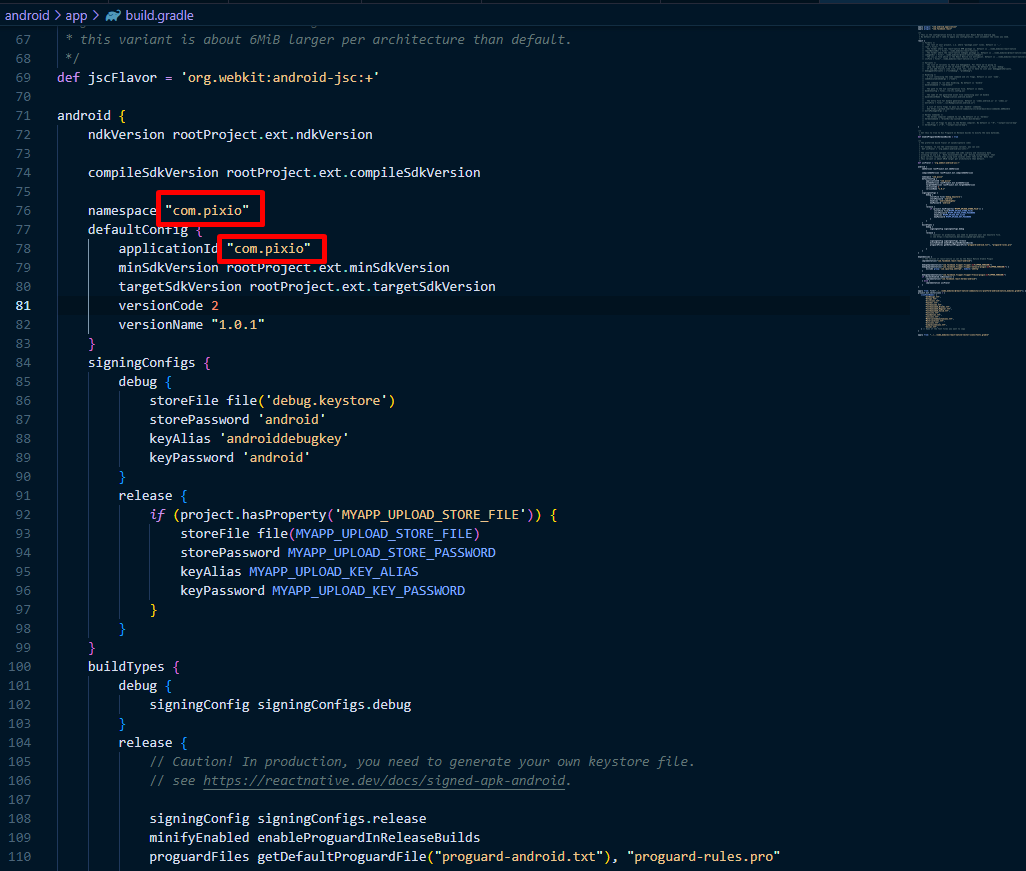 android > app > build.gradle
67 * this variant is about 6MiB larger per architecture than default.
68 */
69 def jscFlavor = 'org.webkit:android-jsc:+'
70
71 android {
72 ndkVersion rootProject.ext.ndkVersion
73
74 compileSdkVersion rootProject.ext.compileSdkVersion
75
76 namespace "com.pixio"
77 defaultConfig {
78 applicationId "com.pixio"
79 minSdkVersion rootProject.ext.minSdkVersion
80 targetSdkVersion rootProject.ext.targetSdkVersion
81 versionCode 2
82 versionName "1.0.1"
83 }
84 signingConfigs {
85 debug {
86 storeFile file('debug.keystore')
87 storePassword 'android'
88 keyAlias 'androiddebugkey'
89 keyPassword 'android'
90 }
91 release {
92 if (project.hasProperty('MYAPP_UPLOAD_STORE_FILE')) {
93 storeFile file(MYAPP_UPLOAD_STORE_FILE)
94 storePassword MYAPP_UPLOAD_STORE_PASSWORD
95 keyAlias MYAPP_UPLOAD_KEY_ALIAS
96 keyPassword MYAPP_UPLOAD_KEY_PASSWORD
97 }
98 }
99 }
100 buildTypes {
101 debug {
102 signingConfig signingConfigs.debug
103 }
104 release {
105 // Caution! In production, you need to generate your own keystore file.
106 // see https://reactnative.dev/docs/signed-apk-android.
107
108 signingConfig signingConfigs.release
109 minifyEnabled enableProguardInReleaseBuilds
110 proguardFiles getDefaultProguardFile("proguard-android.txt"), "proguard-rules.pro"